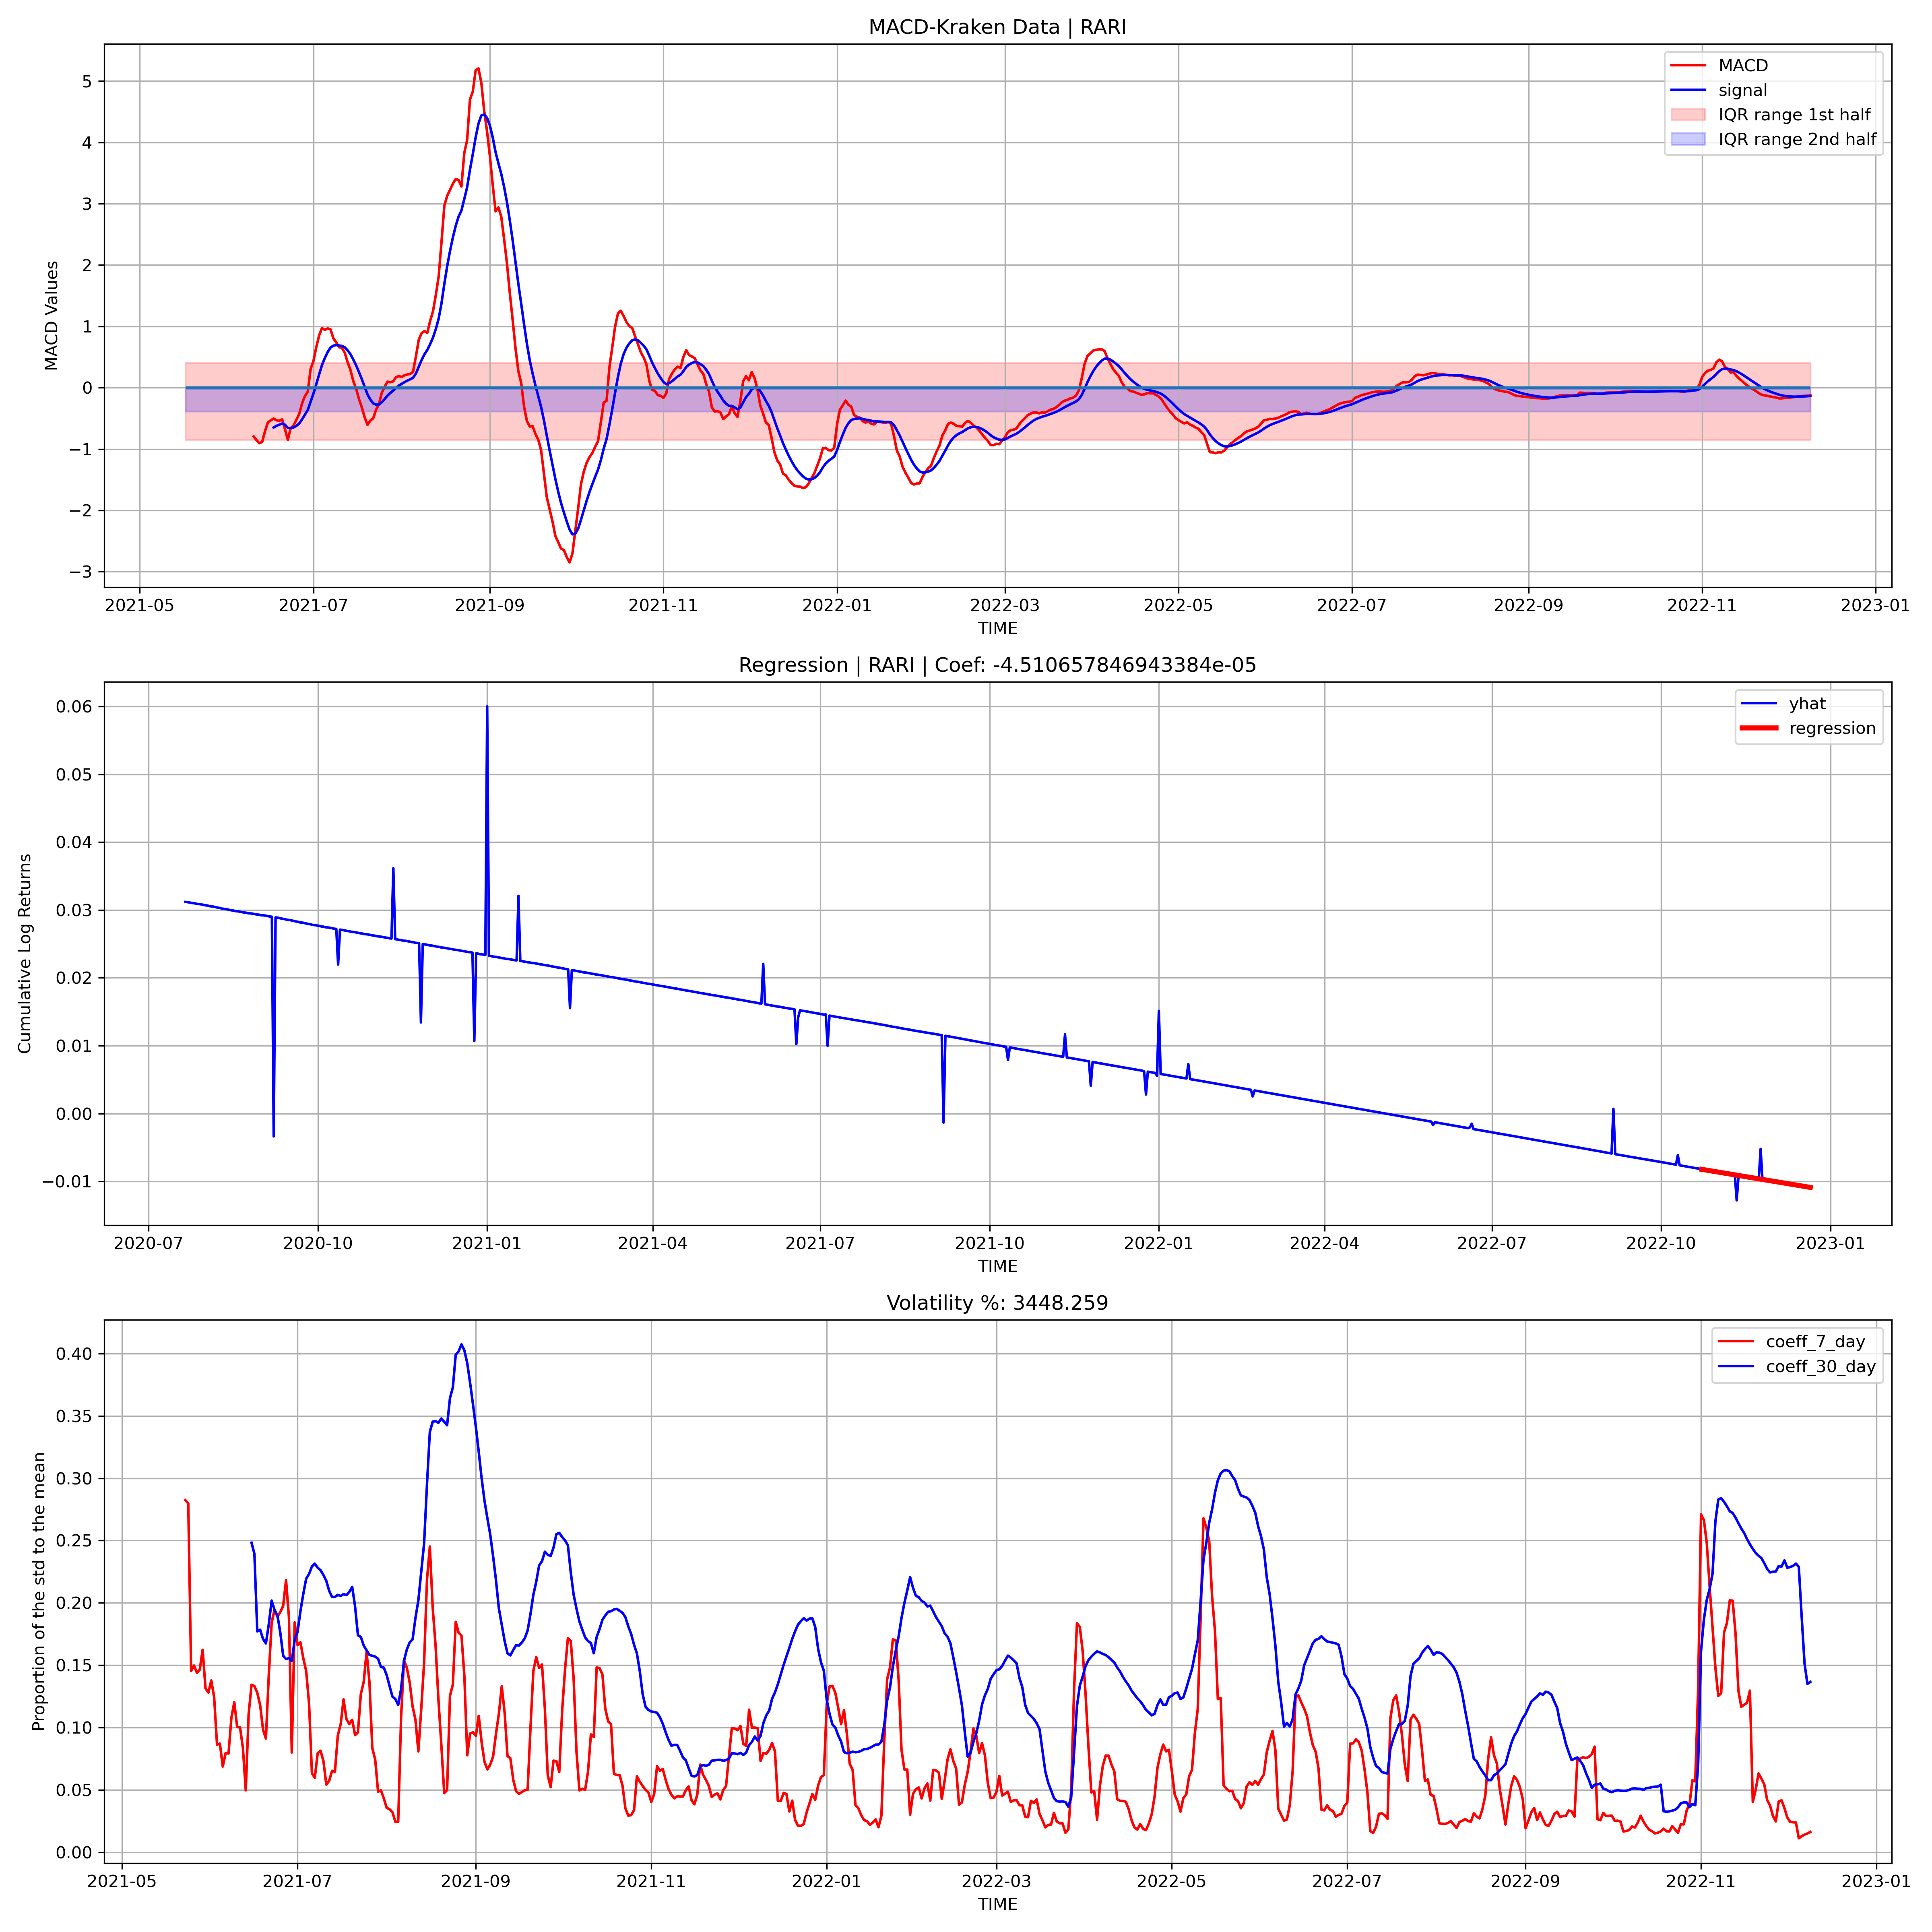 MACD-Kraken Data | RARI
MACD Values
5
4
3
2
1
0
−1
−2
−3
MACD
signal
IQR range 1st half
IQR range 2nd half
2021-05 2021-07 2021-09 2021-11 2022-01 2022-03 2022-05 2022-07 2022-09 2022-11 2023-01
TIME
Regression | RARI | Coef: -4.510657846943384e-05
Cumulative Log Returns
0.06
0.05
0.04
0.03
0.02
0.01
0.00
−0.01
yhat
regression
2020-07 2020-10 2021-01 2021-04 2021-07 2021-10 2022-01 2022-04 2022-07 2022-10 2023-01
TIME
Volatility %: 3448.259
Proportion of the std to the mean
0.40
0.35
0.30
0.25
0.20
0.15
0.10
0.05
0.00
coeff_7_day
coeff_30_day
2021-05 2021-07 2021-09 2021-11 2022-01 2022-03 2022-05 2022-07 2022-09 2022-11 2023-01
TIME